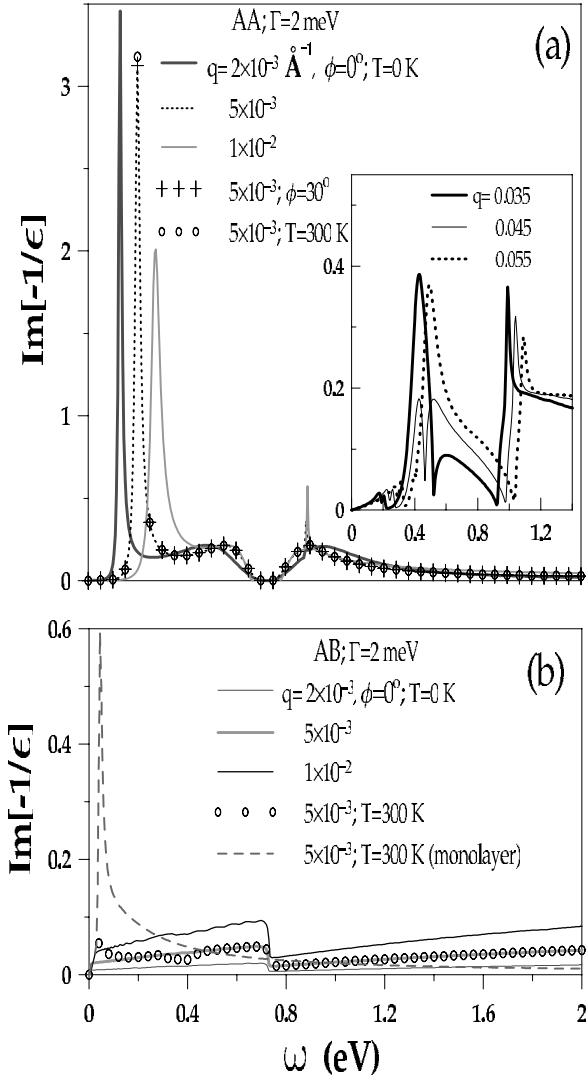 AA; Γ=2 meV
(a)
q= 2×10⁻³ Å⁻¹, ϕ=0°; T=0 K
5×10⁻³
1×10⁻²
5×10⁻³; ϕ=30⁰
5×10⁻³; T=300 K
Im[-1/ϵ]
3
2
1
0
q= 0.035
0.045
0.055
0.4
0.2
0
0 0.4 0.8 1.2
AB; Γ=2 meV
(b)
q= 2×10⁻³, ϕ=0⁰; T=0 K
5×10⁻³
1×10⁻²
5×10⁻³; T=300 K
5×10⁻³; T=300 K (monolayer)
Im[-1/ϵ]
0.6
0.4
0.2
0
0 0.4 0.8 1.2 1.6 2
ω (eV)